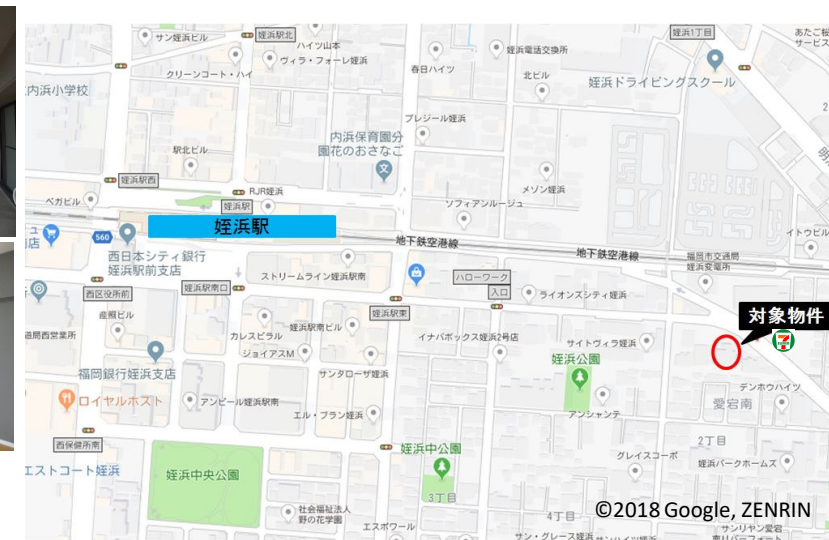 サン姪浜ビル
姪浜駅北
ハイツ山本
ヴィラ・フォーレ姪浜
クリーンコート・ハイ
内浜小学校
春日ハイツ
姪浜電話交換所
北ビル
姪浜1丁目
姪浜ドライビングスクール
あたご桜
サービス
プレジール姪浜
内浜保育園分
園花のおさなご
駅北ビル
姪浜駅西
RJR姪浜
ベガビル
姪浜駅
姪浜駅
メゾン姪浜
ソフィアンルージュ
地下鉄空港線
地下鉄空港線
イトウビル
560
西日本シティ銀行
姪浜駅前支店
福岡市交通局
姪浜変電所
ストリームライン姪浜駅南
ハローワーク
入口
ライオンズシティ姪浜
西区役所前
姪浜駅南口
産照ビル
姪浜駅東
対象物件
道局西営業所
カレスピラル
姪浜駅南ビル
ジョイアスM
イナバボックス姪浜2号店
サイトヴィラ姪浜
姪浜公園
福岡銀行姪浜支店
サンタローザ姪浜
デンホウハイツ
ロイヤルホスト
アンピール姪浜駅南
エル・ブラン姪浜
アンシャンテ
愛宕南
西保健所南
姪浜中公園
2丁目
エストコート姪浜
姪浜中央公園
グレイスコーポ
姪浜パークホームズ
3丁目
社会福祉法人
野の花学園
エスポワール
4丁目
©2018 Google, ZENRIN
サン・グレース姪浜
サンリヤン愛宕